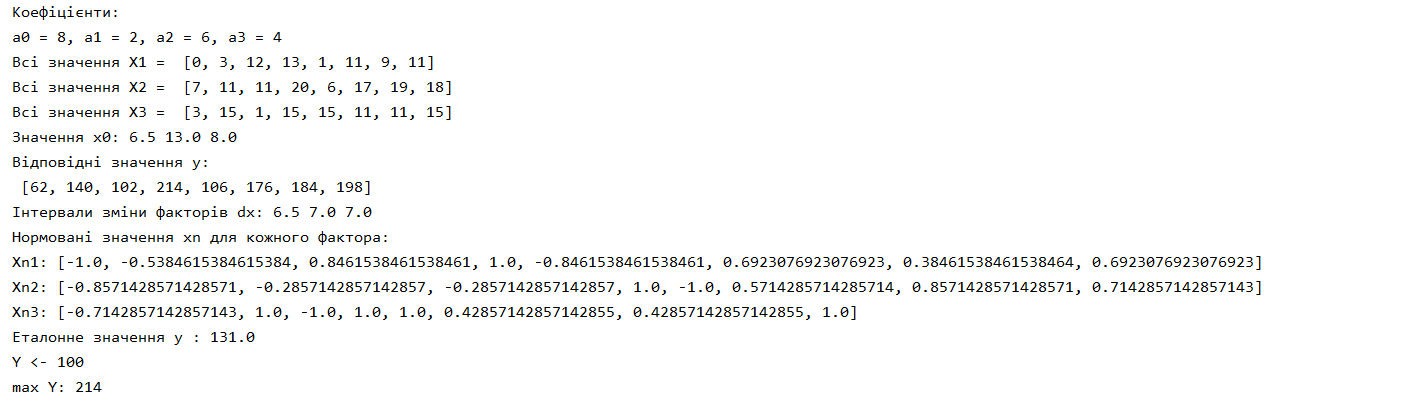 Коефіцієнти:
a0 = 8, a1 = 2, a2 = 6, a3 = 4
Всі значення X1 =  [0, 3, 12, 13, 1, 11, 9, 11]
Всі значення X2 =  [7, 11, 11, 20, 6, 17, 19, 18]
Всі значення X3 =  [3, 15, 1, 15, 15, 11, 11, 15]
Значення x0: 6.5 13.0 8.0
Відповідні значення y:
 [62, 140, 102, 214, 106, 176, 184, 198]
Інтервали зміни факторів dx: 6.5 7.0 7.0
Нормовані значення xn для кожного фактора:
Xn1: [-1.0, -0.5384615384615384, 0.8461538461538461, 1.0, -0.8461538461538461, 0.6923076923076923, 0.38461538461538464, 0.6923076923076923]
Xn2: [-0.8571428571428571, -0.2857142857142857, -0.2857142857142857, 1.0, -1.0, 0.5714285714285714, 0.8571428571428571, 0.7142857142857143]
Xn3: [-0.7142857142857143, 1.0, -1.0, 1.0, 1.0, 0.42857142857142855, 0.42857142857142855, 1.0]
Еталонне значення y : 131.0
Y <- 100
max Y: 214